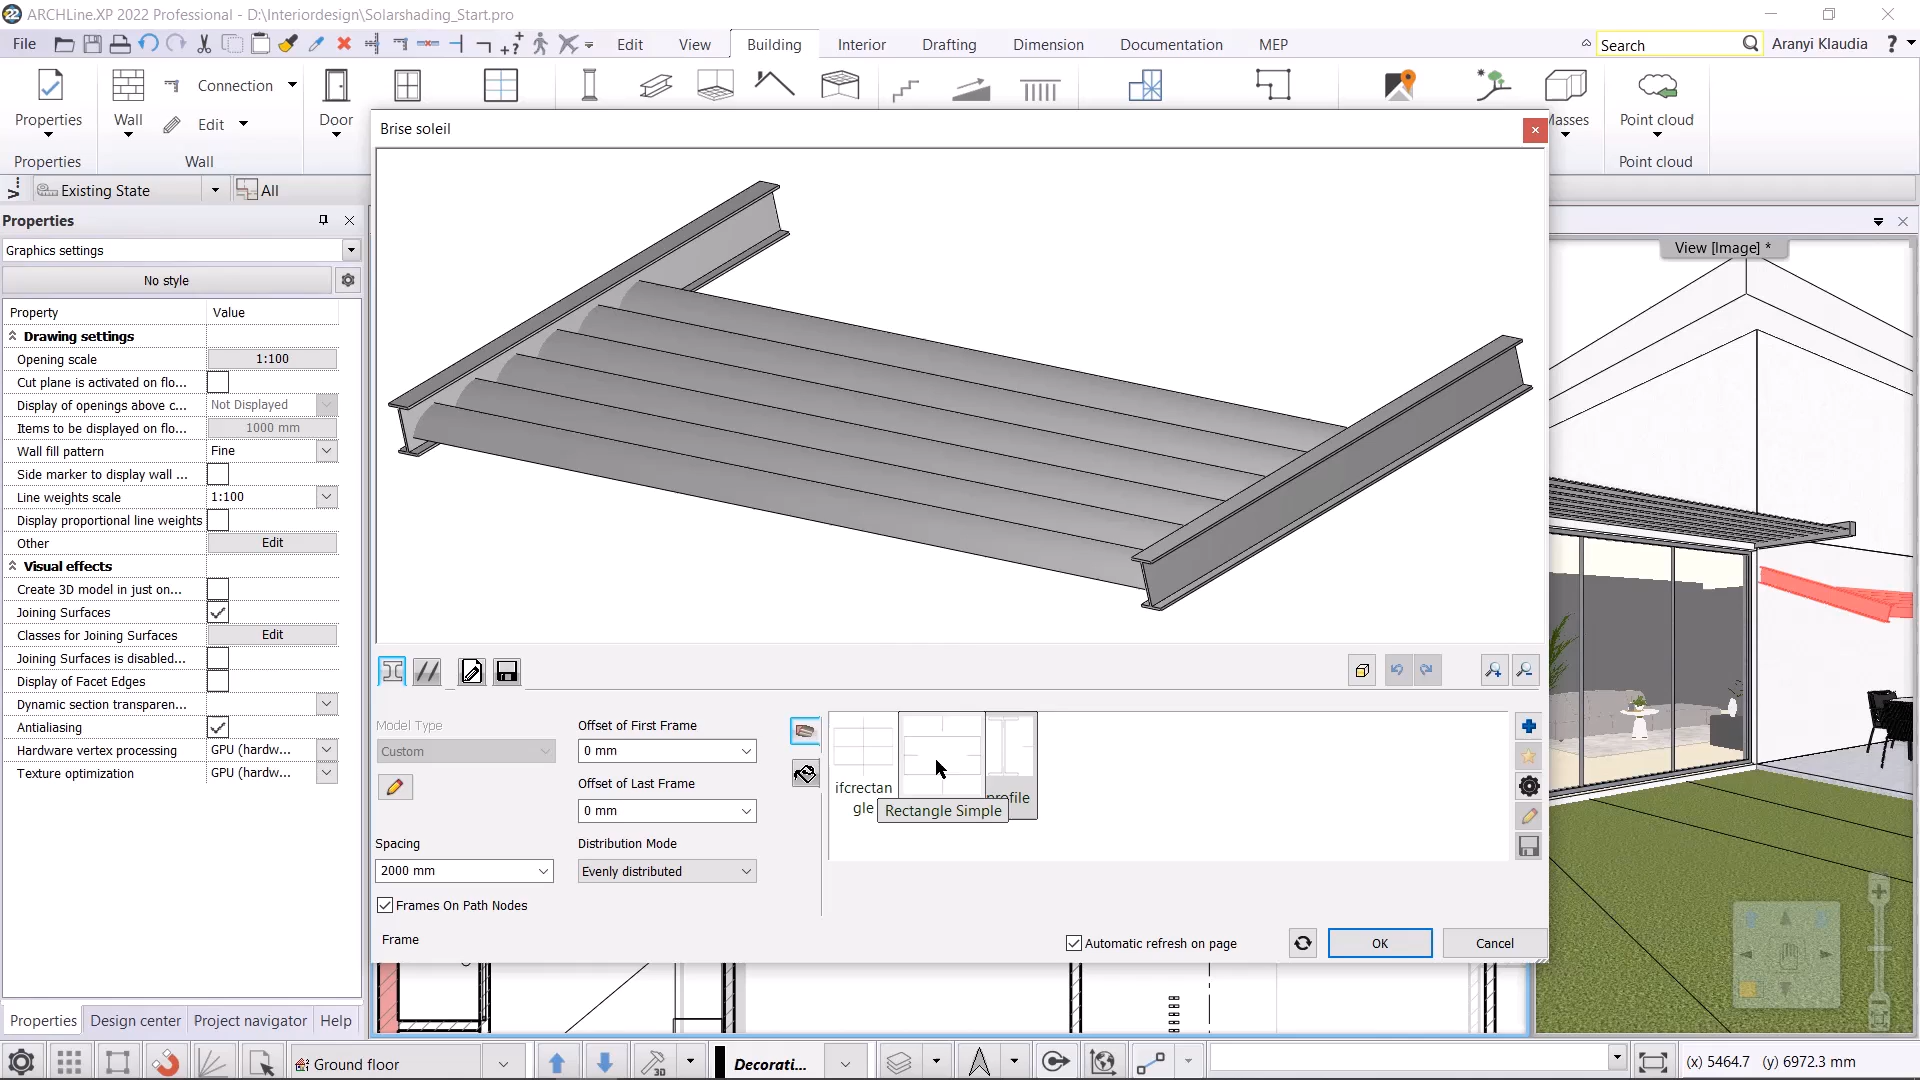 ARCHLine.XP 2022 Professional - D:\Interiordesign\Solarshading_Start.pro
File
Edit
View
Building
Interior
Drafting
Dimension
Documentation
MEP
Search
Aranyi Klaudia
?
Properties
Wall
Connection
Edit
Door
Masses
Point cloud
Properties
Wall
Point cloud
Existing State
All
Properties
Graphics settings
No style
Property Value
Drawing settings
Opening scale 1:100
Cut plane is activated on flo...
Display of openings above c... Not Displayed
Items to be displayed on flo... 1000 mm
Wall fill pattern Fine
Side marker to display wall ...
Line weights scale 1:100
Display proportional line weights
Other Edit
Visual effects
Create 3D model in just on...
Joining Surfaces
Classes for Joining Surfaces Edit
Joining Surfaces is disabled...
Display of Facet Edges
Dynamic section transparen...
Antialiasing
Hardware vertex processing GPU (hardw...
Texture optimization GPU (hardw...
Brise soleil
View [Image] *
Model Type
Custom
Spacing
2000 mm
Frames On Path Nodes
Frame
Offset of First Frame
0 mm
Offset of Last Frame
0 mm
Distribution Mode
Evenly distributed
ifcrectan
gle
Rectangle Simple
profile
Automatic refresh on page
OK
Cancel
Properties
Design center
Project navigator
Help
Ground floor
3D
Decorati...
(x) 5464.7 (y) 6972.3 mm